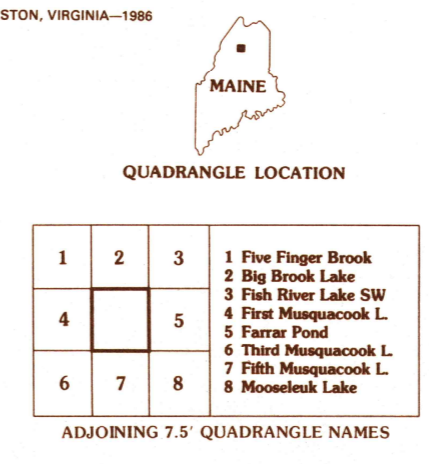 STON, VIRGINIA—1986
MAINE
QUADRANGLE LOCATION
1 2 3
4 5
6 7 8
1 Five Finger Brook
2 Big Brook Lake
3 Fish River Lake SW
4 First Musquacook L.
5 Farrar Pond
6 Third Musquacook L.
7 Fifth Musquacook L.
8 Mooseleuk Lake
ADJOINING 7.5′ QUADRANGLE NAMES